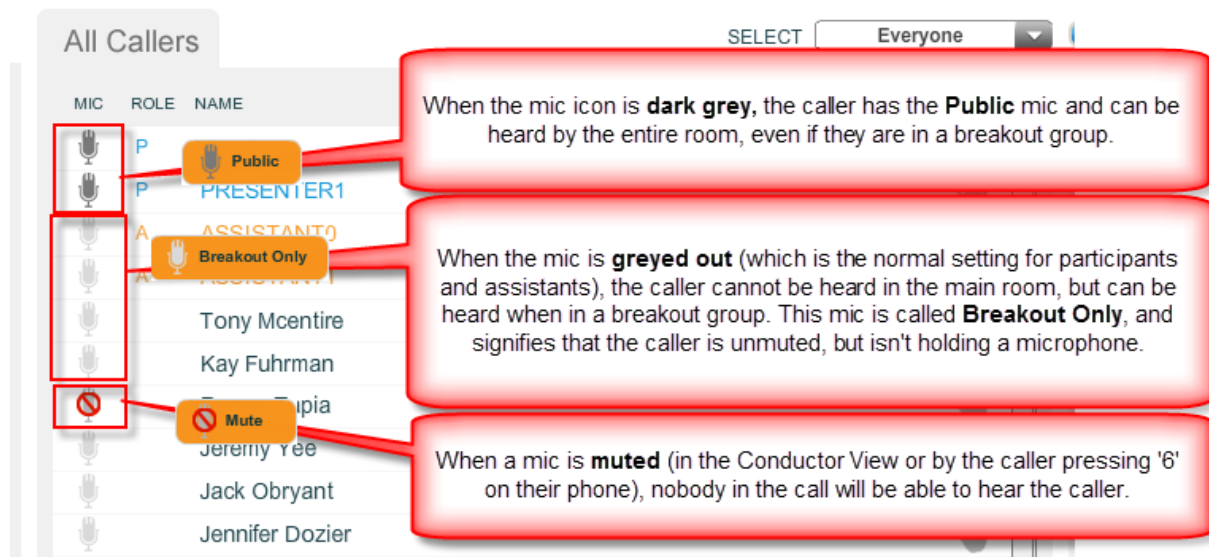 All Callers
SELECT Everyone
MIC ROLE NAME
When the mic icon is dark grey, the caller has the Public mic and can be
heard by the entire room, even if they are in a breakout group.
P
Public
P PRESENTER1
A ASSISTANT0
Breakout Only
When the mic is greyed out (which is the normal setting for participants
and assistants), the caller cannot be heard in the main room, but can be
heard when in a breakout group. This mic is called Breakout Only, and
signifies that the caller is unmuted, but isn't holding a microphone.
A
Tony Mcentire
Kay Fuhrman
Mute
Jeremy Yee
When a mic is muted (in the Conductor View or by the caller pressing '6'
on their phone), nobody in the call will be able to hear the caller.
Jack Obryant
Jennifer Dozier